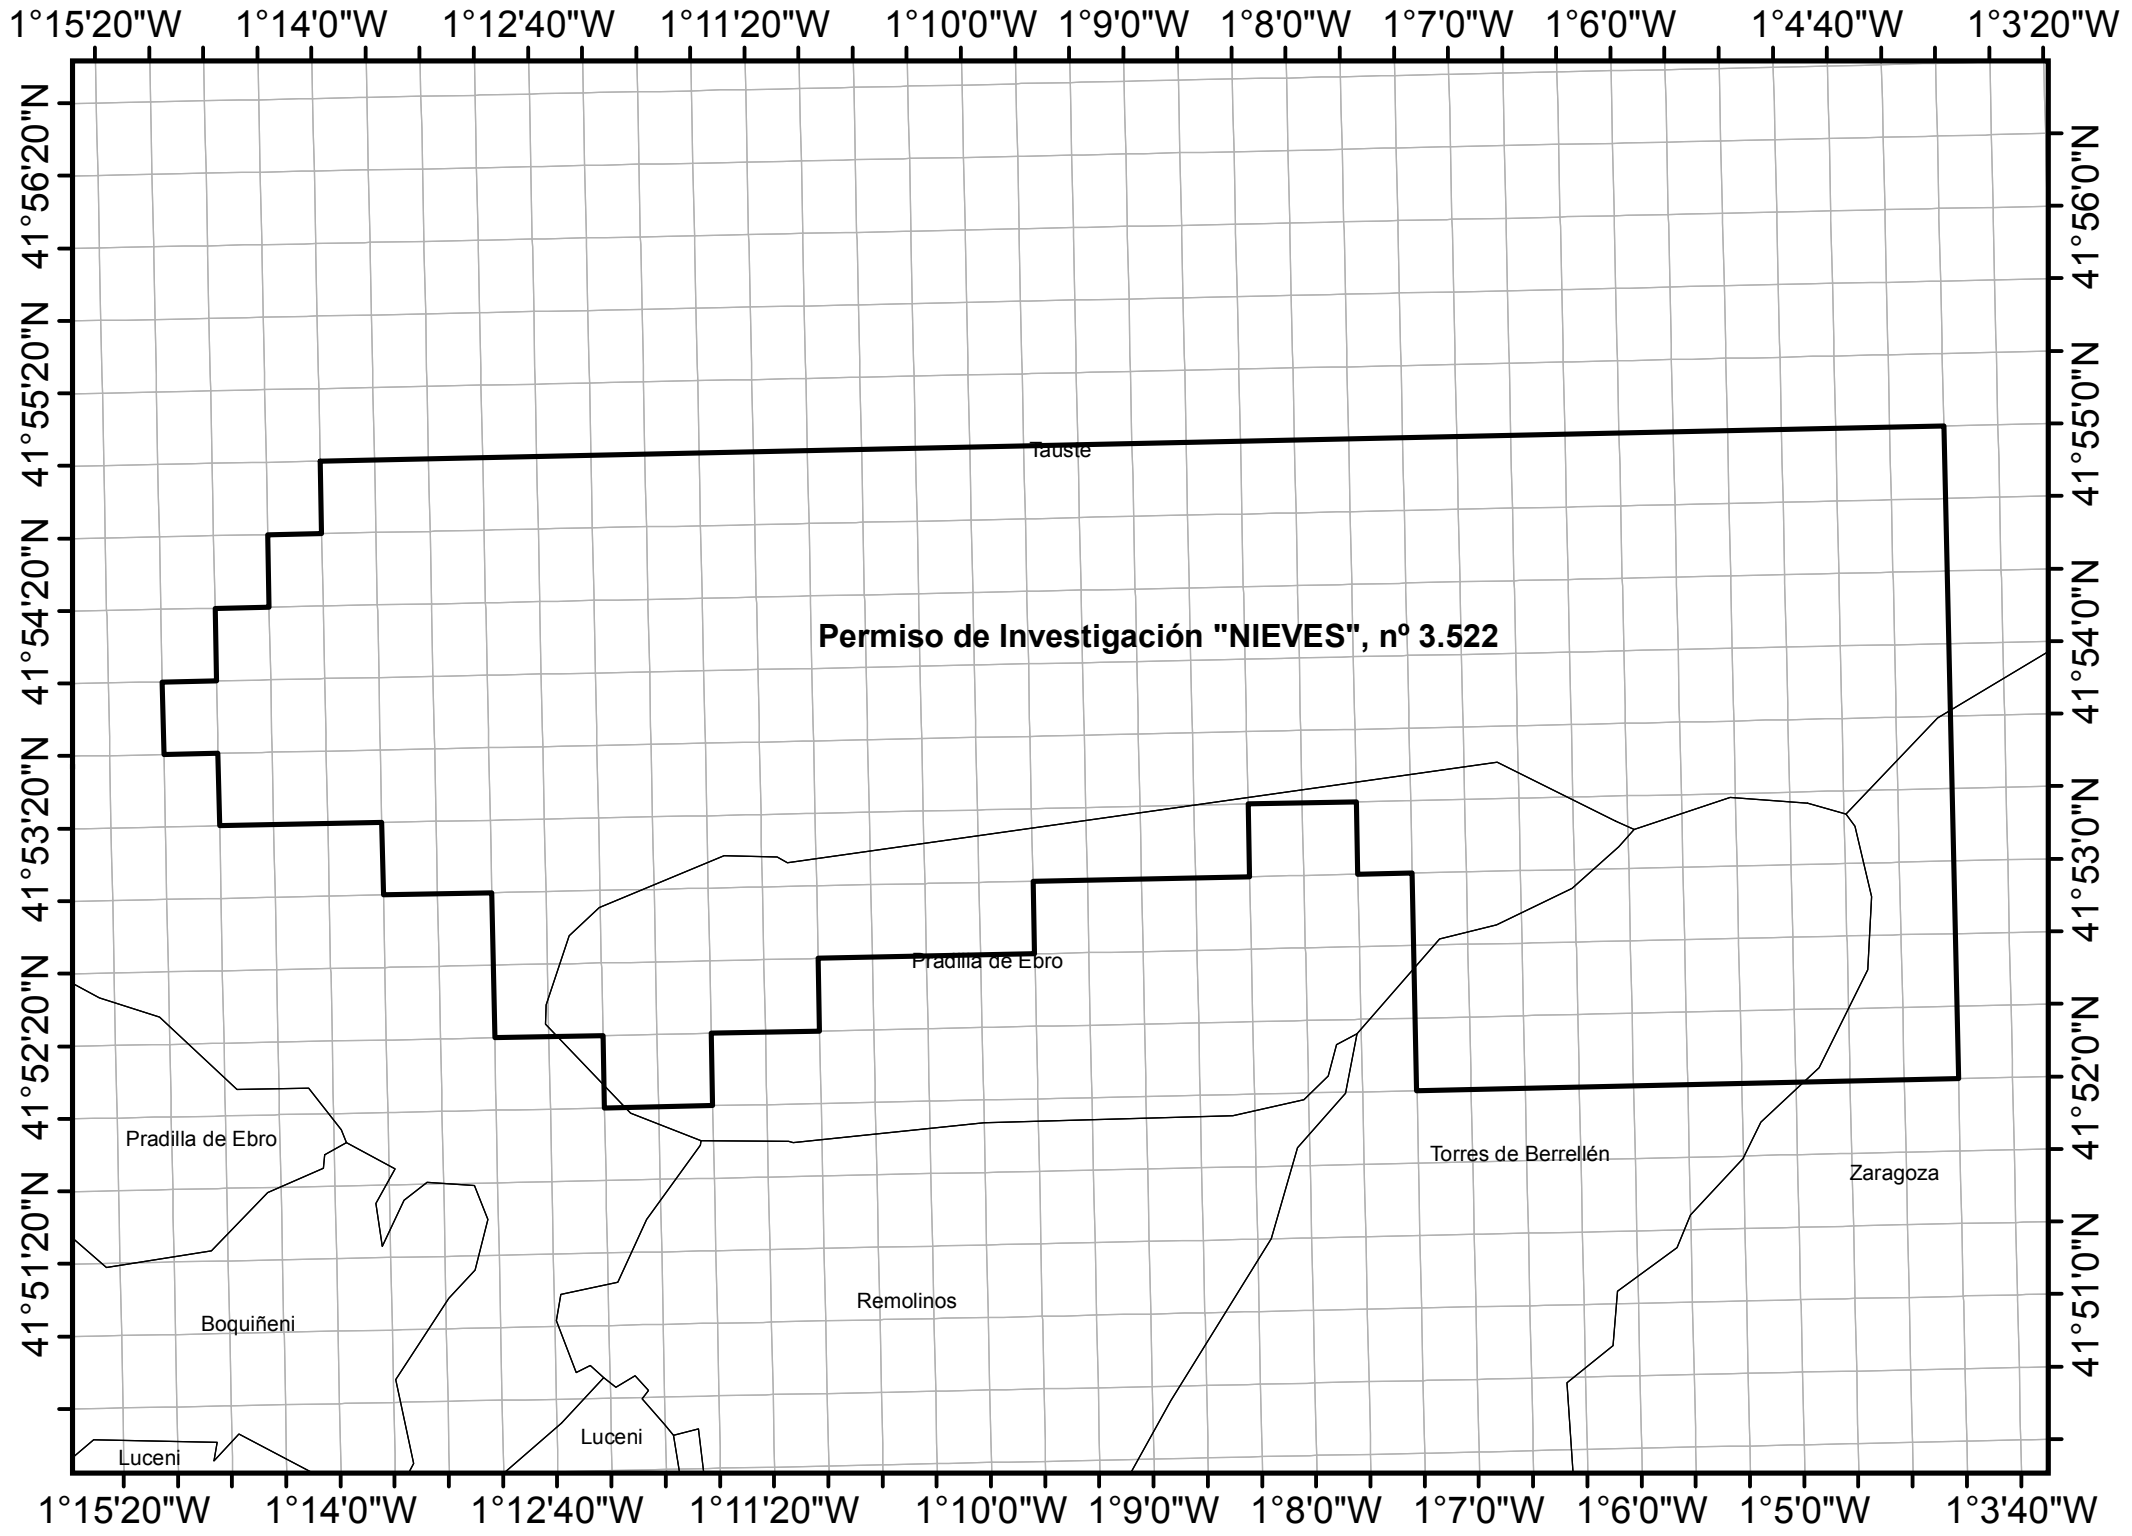 1°15'20"W 1°14'0"W 1°12'40"W 1°11'20"W 1°10'0"W 1°9'0"W 1°8'0"W 1°7'0"W 1°6'0"W 1°4'40"W 1°3'20"W
41°56'20"N
41°56'0"N
41°55'20"N
41°55'0"N
Tauste
41°54'20"N
41°54'0"N
Permiso de Investigación "NIEVES", nº 3.522
41°53'20"N
41°53'0"N
Pradilla de Ebro
41°52'20"N
41°52'0"N
Pradilla de Ebro
Torres de Berrellén
Zaragoza
41°51'20"N
41°51'0"N
Remolinos
Boquiñeni
Luceni
Luceni
1°15'20"W 1°14'0"W 1°12'40"W 1°11'20"W 1°10'0"W 1°9'0"W 1°8'0"W 1°7'0"W 1°6'0"W 1°5'0"W 1°3'40"W